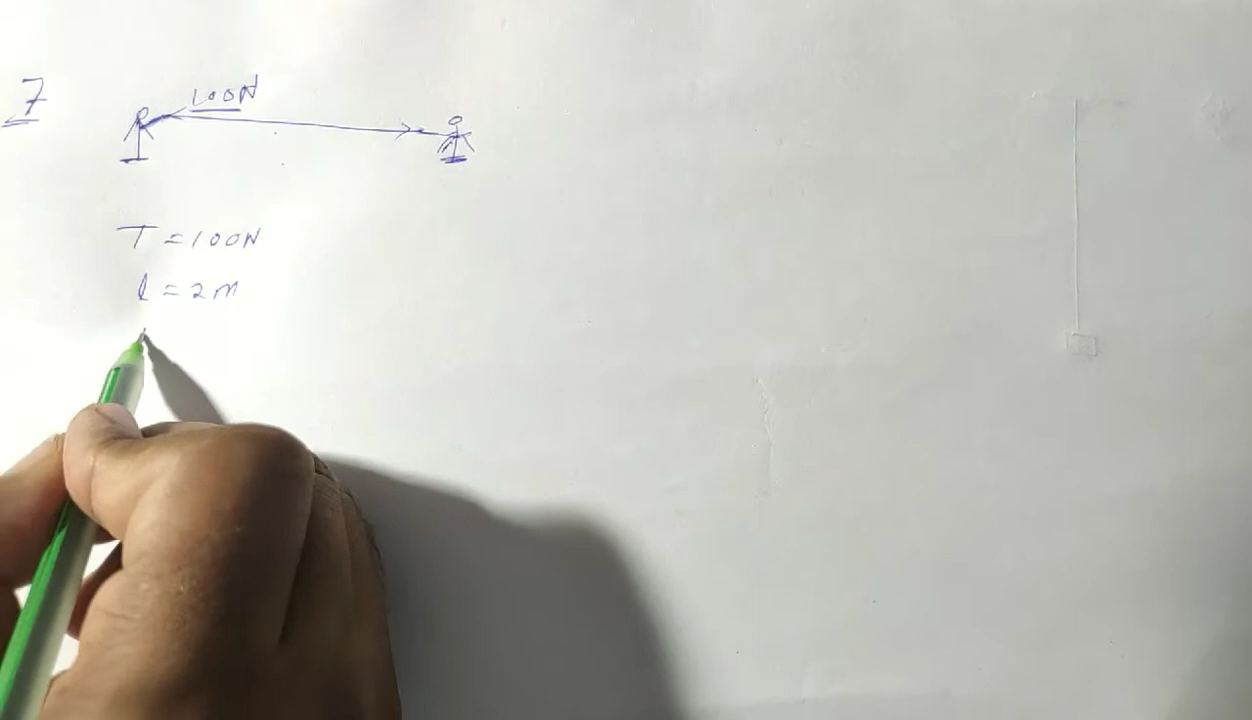 7
100N
T = 100N
l = 2m